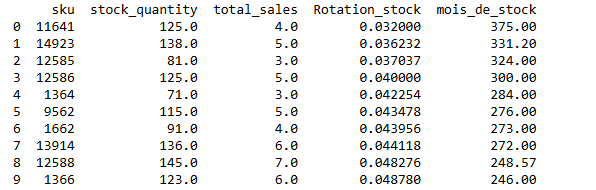 sku stock_quantity total_sales Rotation_stock mois_de_stock
0 11641 125.0 4.0 0.032000 375.00
1 14923 138.0 5.0 0.036232 331.20
2 12585 81.0 3.0 0.037037 324.00
3 12586 125.0 5.0 0.040000 300.00
4 1364 71.0 3.0 0.042254 284.00
5 9562 115.0 5.0 0.043478 276.00
6 1662 91.0 4.0 0.043956 273.00
7 13914 136.0 6.0 0.044118 272.00
8 12588 145.0 7.0 0.048276 248.57
9 1366 123.0 6.0 0.048780 246.00